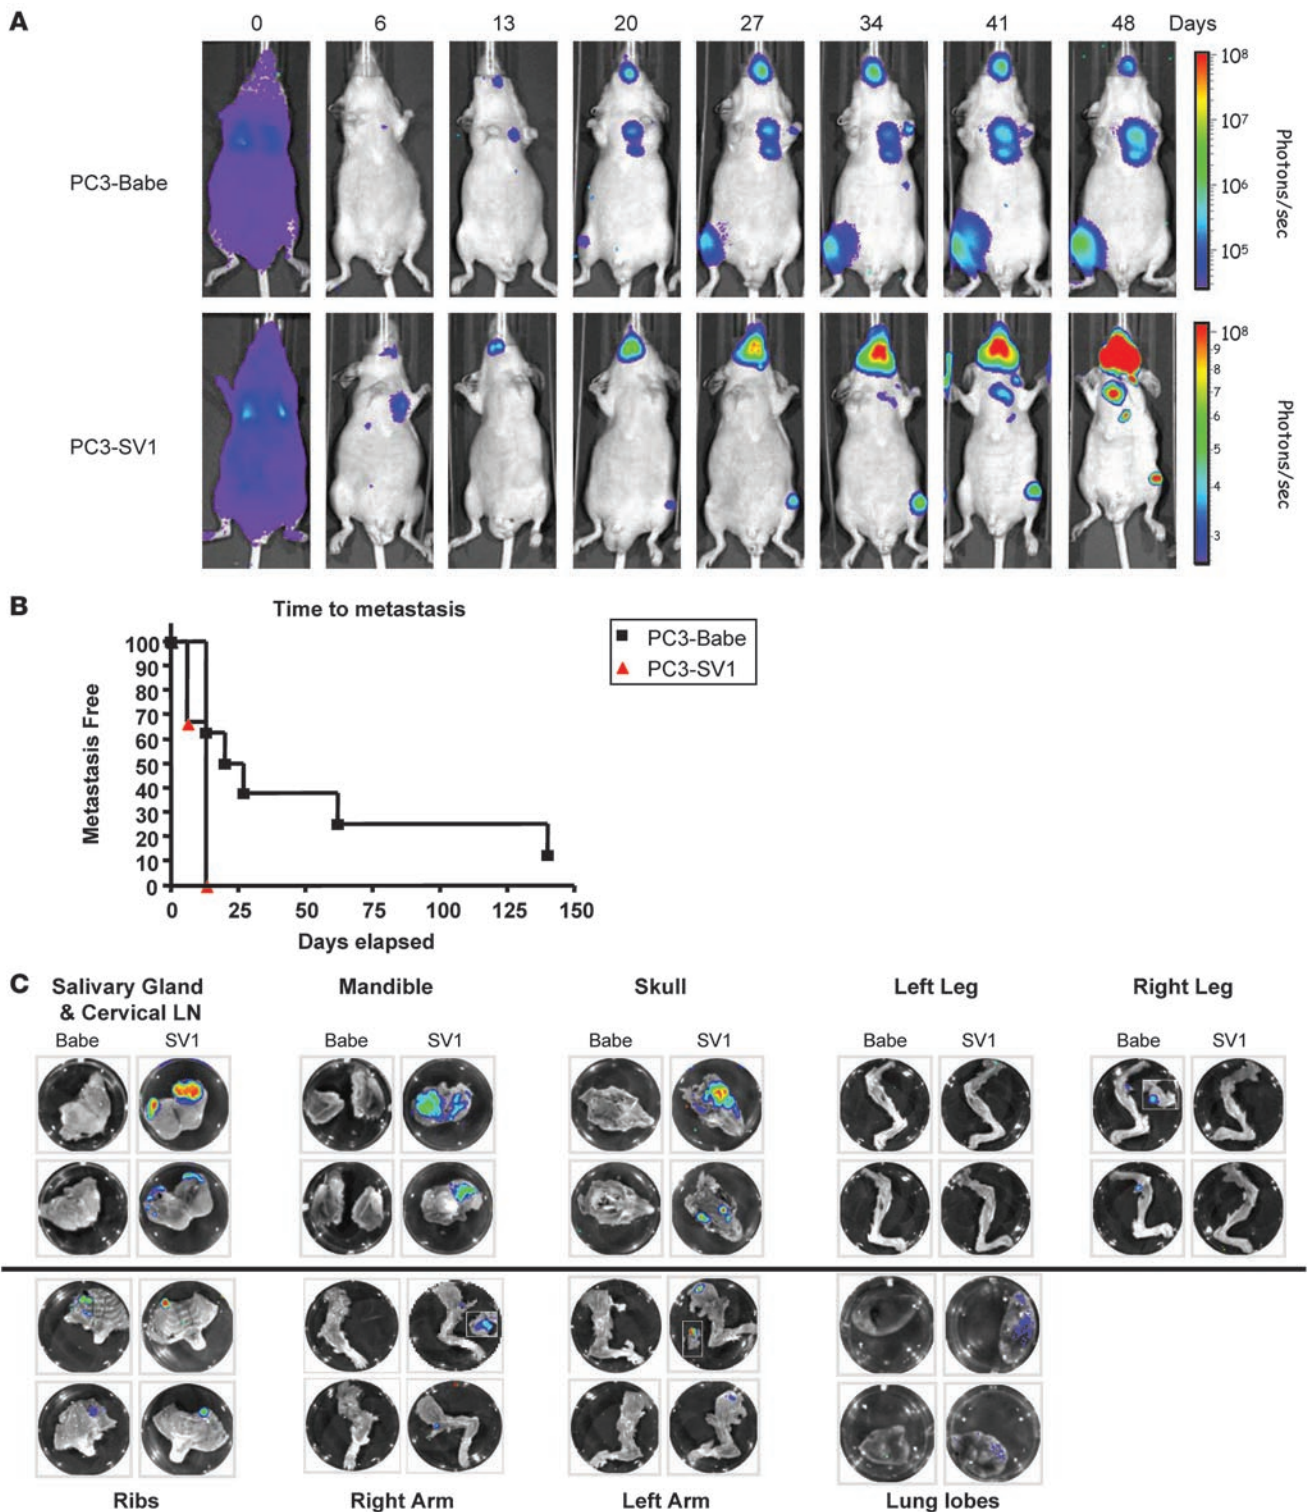 A
0 6 13 20 27 34 41 48 Days
PC3-Babe
10⁸
10⁷
10⁶
10⁵
Photons/sec
PC3-SV1
10⁸
9
8
7
6
5
4
3
Photons/sec
B
Time to metastasis
PC3-Babe
PC3-SV1
Metastasis Free
100
90
80
70
60
50
40
30
20
10
0
0 25 50 75 100 125 150
Days elapsed
C
Salivary Gland
& Cervical LN
Mandible
Skull
Left Leg
Right Leg
Babe SV1 Babe SV1 Babe SV1 Babe SV1 Babe SV1
Ribs
Right Arm
Left Arm
Lung lobes